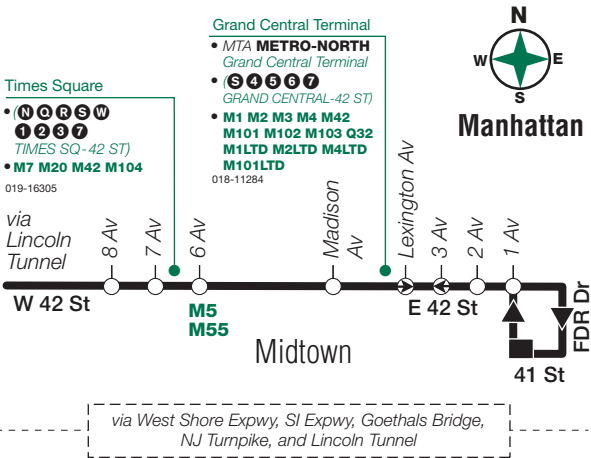 Grand Central Terminal
• MTA METRO-NORTH
Grand Central Terminal
• (S 4 5 6 7
GRAND CENTRAL-42 ST)
• M1 M2 M3 M4 M42
M101 M102 M103 Q32
M1LTD M2LTD M4LTD
M101LTD
018-11284
Times Square
• (N Q R S W
1 2 3 7
TIMES SQ-42 ST)
• M7 M20 M42 M104
019-16305
N
W E
S
Manhattan
via
Lincoln
Tunnel
8 Av
7 Av
6 Av
Madison
Av
Lexington Av
3 Av
2 Av
1 Av
W 42 St
M5
M55
E 42 St
FDR Dr
Midtown
41 St
via West Shore Expwy, SI Expwy, Goethals Bridge,
NJ Turnpike, and Lincoln Tunnel